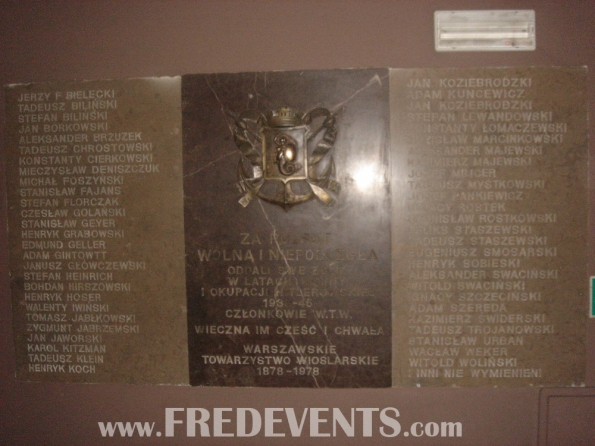 JERZY F BIELECKI
TADEUSZ BILIŃSKI
STEFAN BILIŃSKI
JAN BORKOWSKI
ALEKSANDER BRZUZEK
TADEUSZ CHROSTOWSKI
KONSTANTY CIERKOWSKI
MIECZYSŁAW DENISZCZUK
MICHAŁ FOSZYŃSKI
STANISŁAW FAJANS
STEFAN FLORCZAK
CZESŁAW GOLAŃSKI
STANISŁAW GEYER
HENRYK GRABOWSKI
EDMUND GELLER
ADAM GINTOWTT
JANUSZ GŁÓWCZEWSKI
STEFAN HEINRICH
BOHDAN HIRSZOWSKI
HENRYK HOSER
WALENTY IWIŃSKI
TOMASZ JABŁKOWSKI
ZYGMUNT JABRZEMSKI
JAN JAWORSKI
KAROL KITZMAN
TADEUSZ KLEIN
HENRYK KOCH
ZA
WOLNĄ I
ODDALI
W LATACH
I OKUPACJI
CZŁONKOWIE W.T.W.
WIECZNA IM CZEŚĆ I CHWAŁA
WARSZAWSKIE
TOWARZYSTWO WIOŚLARSKIE
1878-1978
JAN KOZIEBRODZKI
ADAM KUNCEWICZ
JAN KOZIEBRODZKI
STEFAN LEWANDOWSKI
KONSTANTY ŁOMACZEWSKI
MARCINKOWSKI
MAJEWSKI
MAJEWSKI
TADEUSZ MYSTKOWSKI
ROSTKOWSKI
STASZEWSKI
TADEUSZ STASZEWSKI
EUGENIUSZ SMOSARSKI
HENRYK SOBIESKI
ALEKSANDER SWACIŃSKI
WITOLD SWACIŃSKI
IGNACY SZCZECIŃSKI
ADAM SZEREDA
KAZIMIERZ ŚWIDERSKI
TADEUSZ TROJANOWSKI
STANISŁAW URBAN
WACŁAW WEKER
WITOLD WOLIŃSKI
I INNI NIE WYMIENIENI
www.FREDEVENTS.com